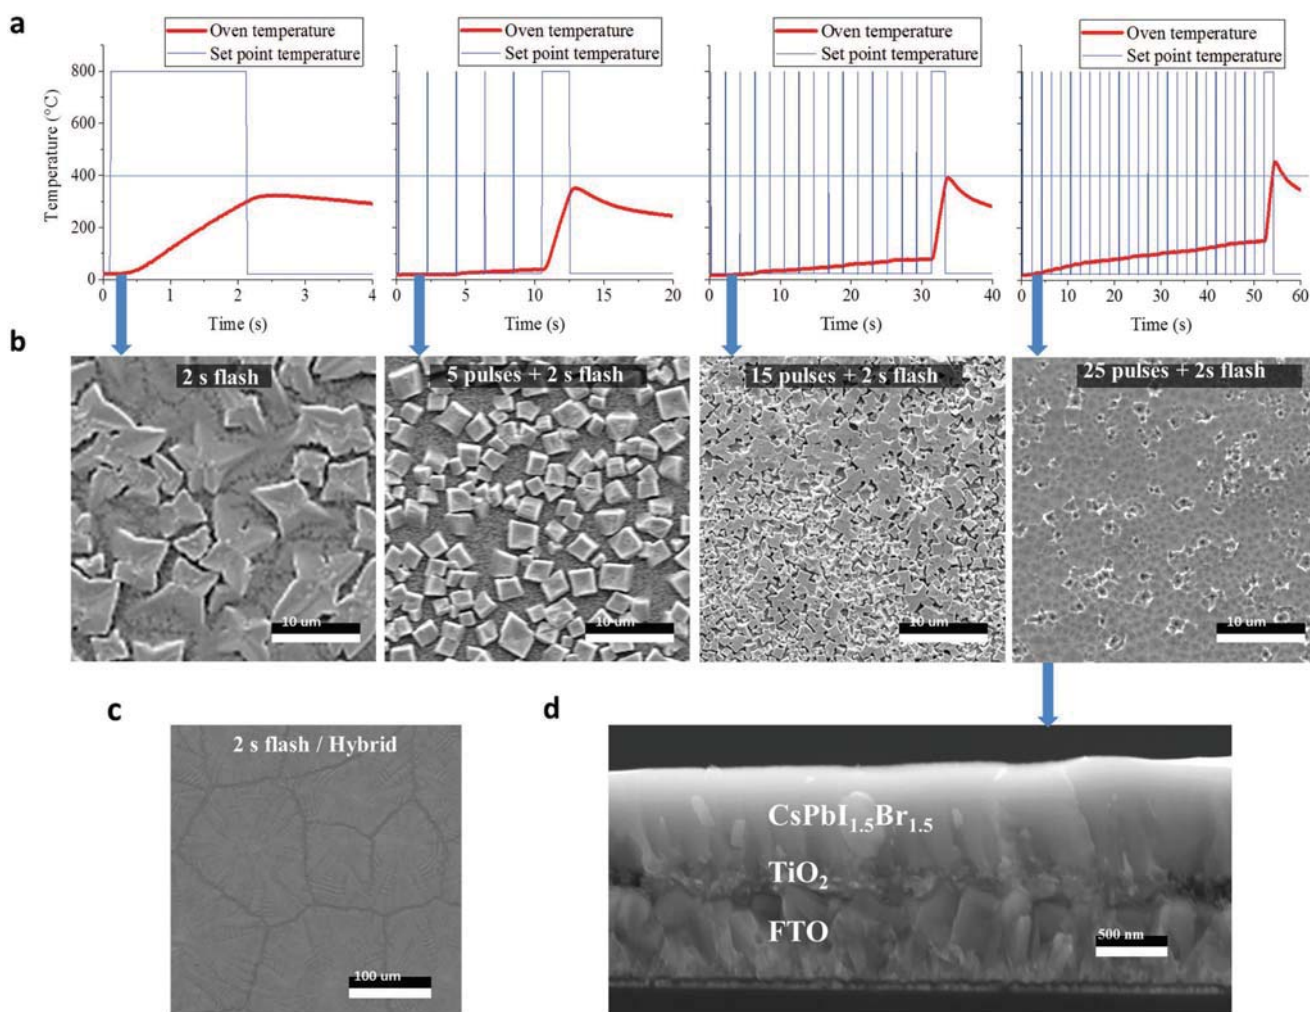 a
Oven temperature
Set point temperature
Oven temperature
Set point temperature
Oven temperature
Set point temperature
Oven temperature
Set point temperature
Temperature (°C)
800
600
400
200
0
0 1 2 3 4
0 5 10 15 20
0 10 20 30 40
0 10 20 30 40 50 60
Time (s)
Time (s)
Time (s)
Time (s)
b
2 s flash
5 pulses + 2 s flash
15 pulses + 2 s flash
25 pulses + 2s flash
10 um
10 um
10 um
10 um
c
2 s flash / Hybrid
100 um
d
CsPbI₁.₅Br₁.₅
TiO₂
FTO
500 nm